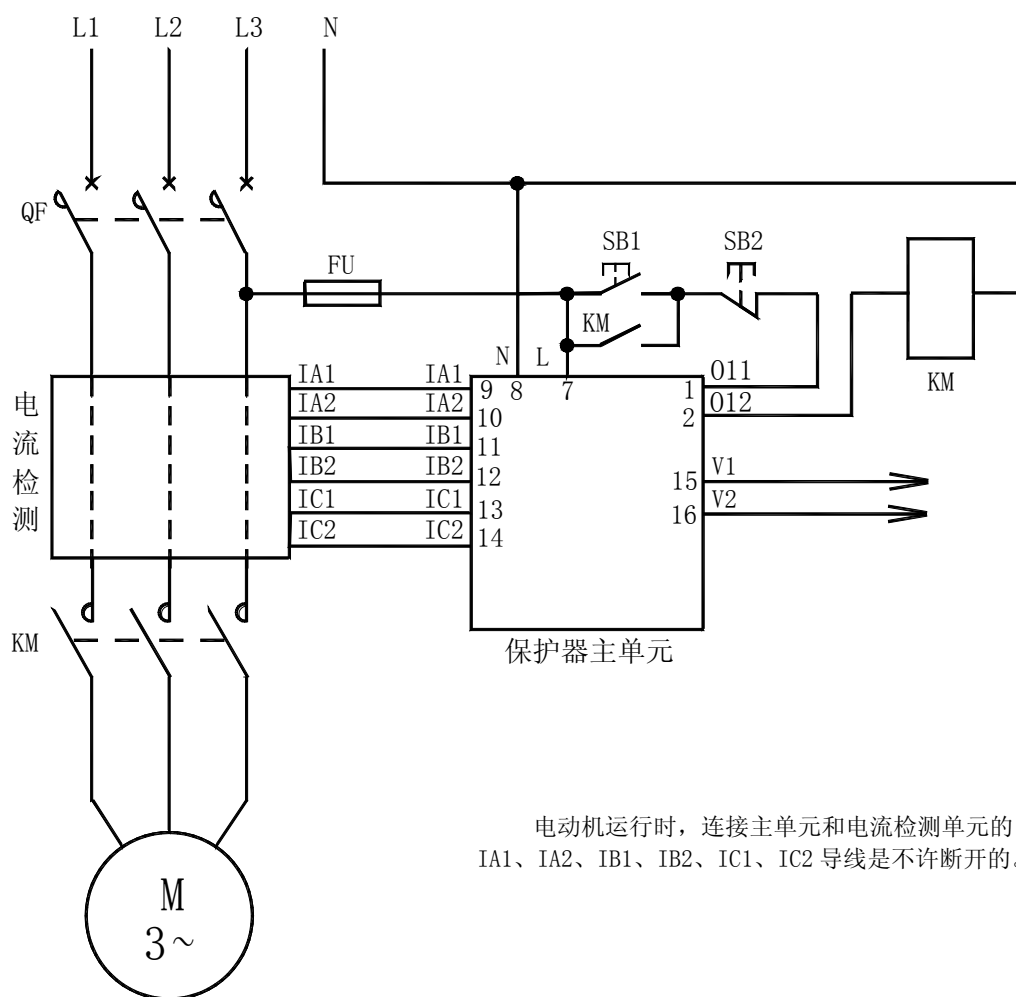 L1 L2 L3 N
QF
FU
SB1 SB2
KM
KM
N L
8 7
电流检测
IA1 IA1 9
IA2 IA2 10
IB1 IB1 11
IB2 IB2 12
IC1 IC1 13
IC2 IC2 14
1 O11
2 O12
15 V1
16 V2
保护器主单元
KM
M
3~
电动机运行时，连接主单元和电流检测单元的
IA1、IA2、IB1、IB2、IC1、IC2 导线是不许断开的。